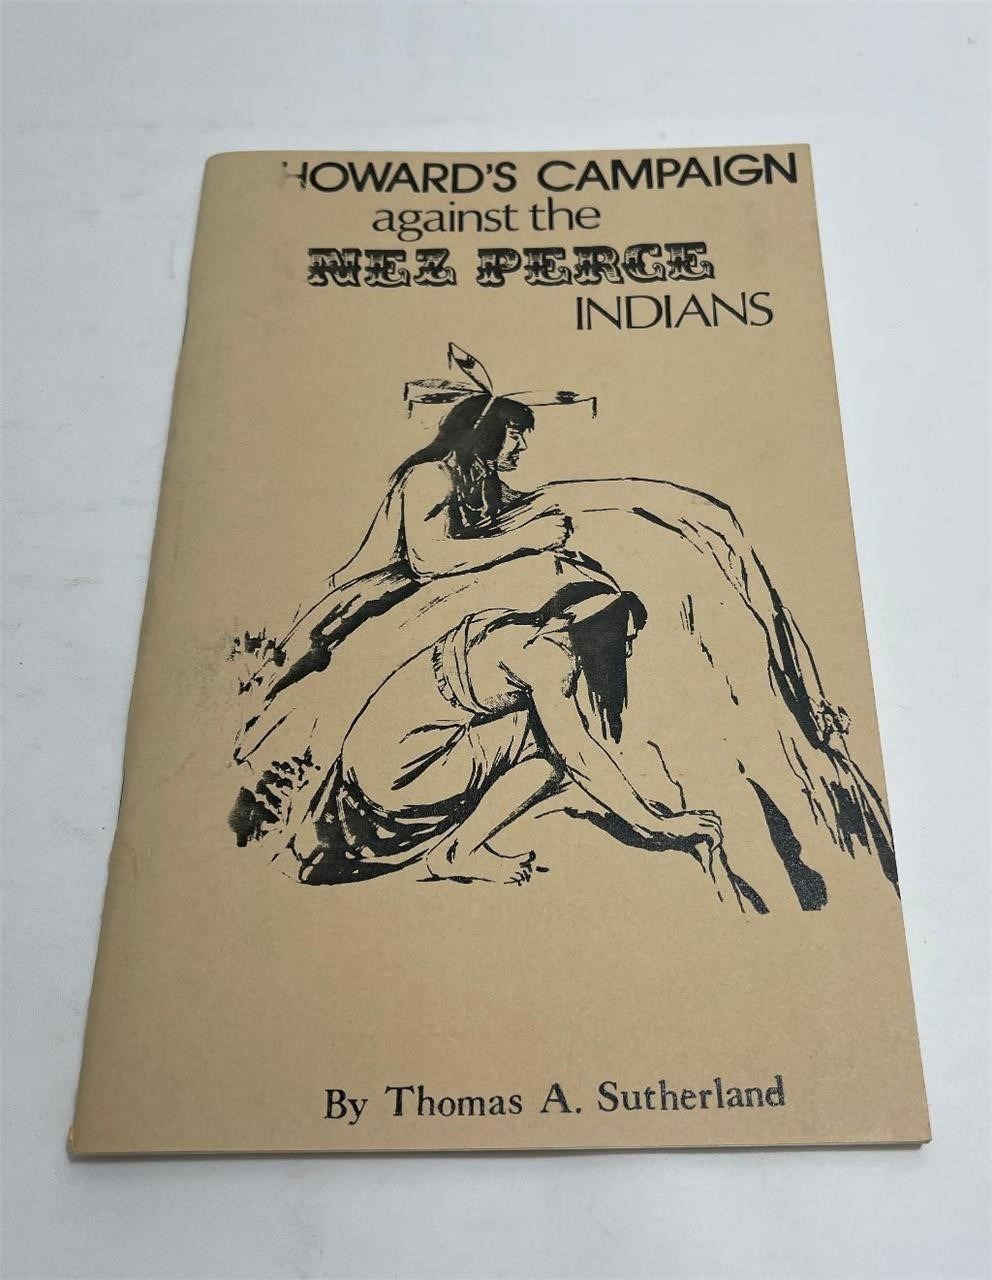 HOWARD'S CAMPAIGN
against the
NEZ PERCE
INDIANS
By Thomas A. Sutherland